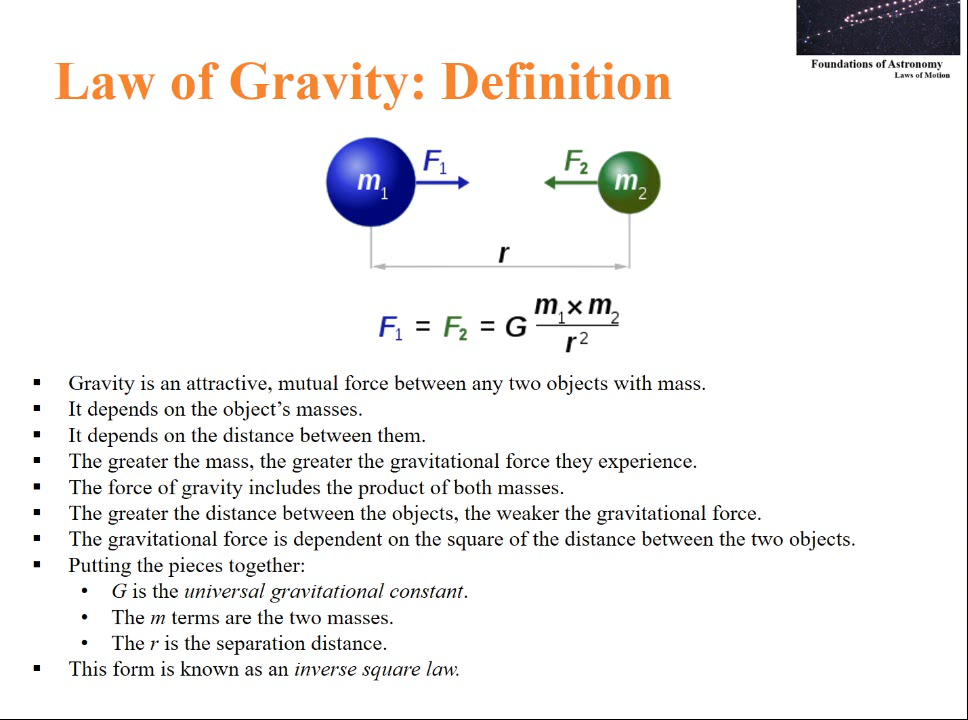 Foundations of Astronomy
Laws of Motion
Law of Gravity: Definition
m1 F1 F2 m2
r
F1 = F2 = G m1 × m2 / r²
▪ Gravity is an attractive, mutual force between any two objects with mass.
▪ It depends on the object’s masses.
▪ It depends on the distance between them.
▪ The greater the mass, the greater the gravitational force they experience.
▪ The force of gravity includes the product of both masses.
▪ The greater the distance between the objects, the weaker the gravitational force.
▪ The gravitational force is dependent on the square of the distance between the two objects.
▪ Putting the pieces together:
• G is the universal gravitational constant.
• The m terms are the two masses.
• The r is the separation distance.
▪ This form is known as an inverse square law.